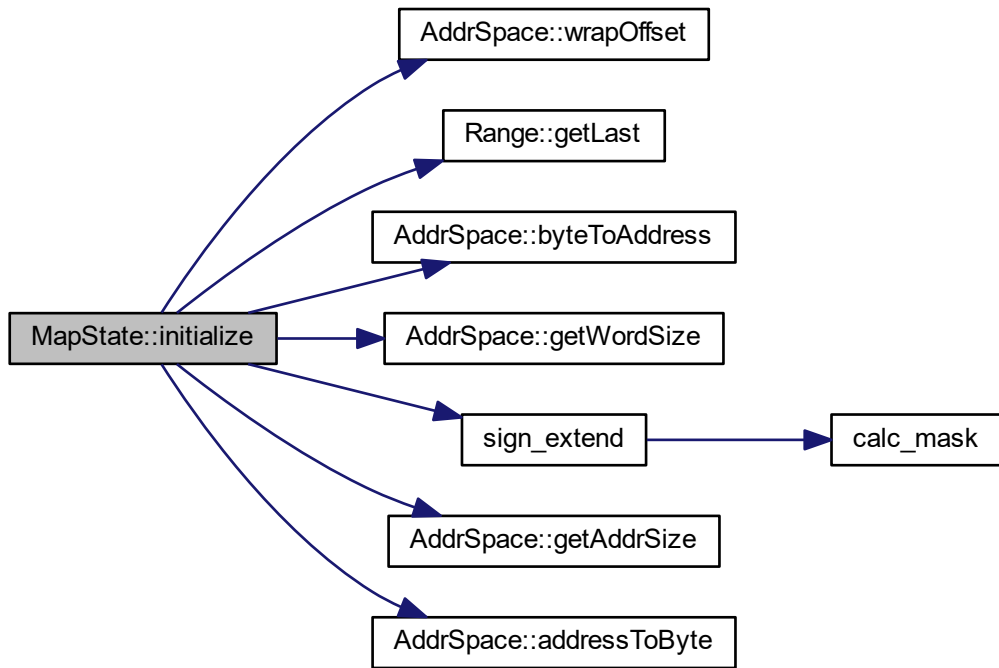 AddrSpace::wrapOffset
Range::getLast
AddrSpace::byteToAddress
MapState::initialize
AddrSpace::getWordSize
sign_extend
calc_mask
AddrSpace::getAddrSize
AddrSpace::addressToByte